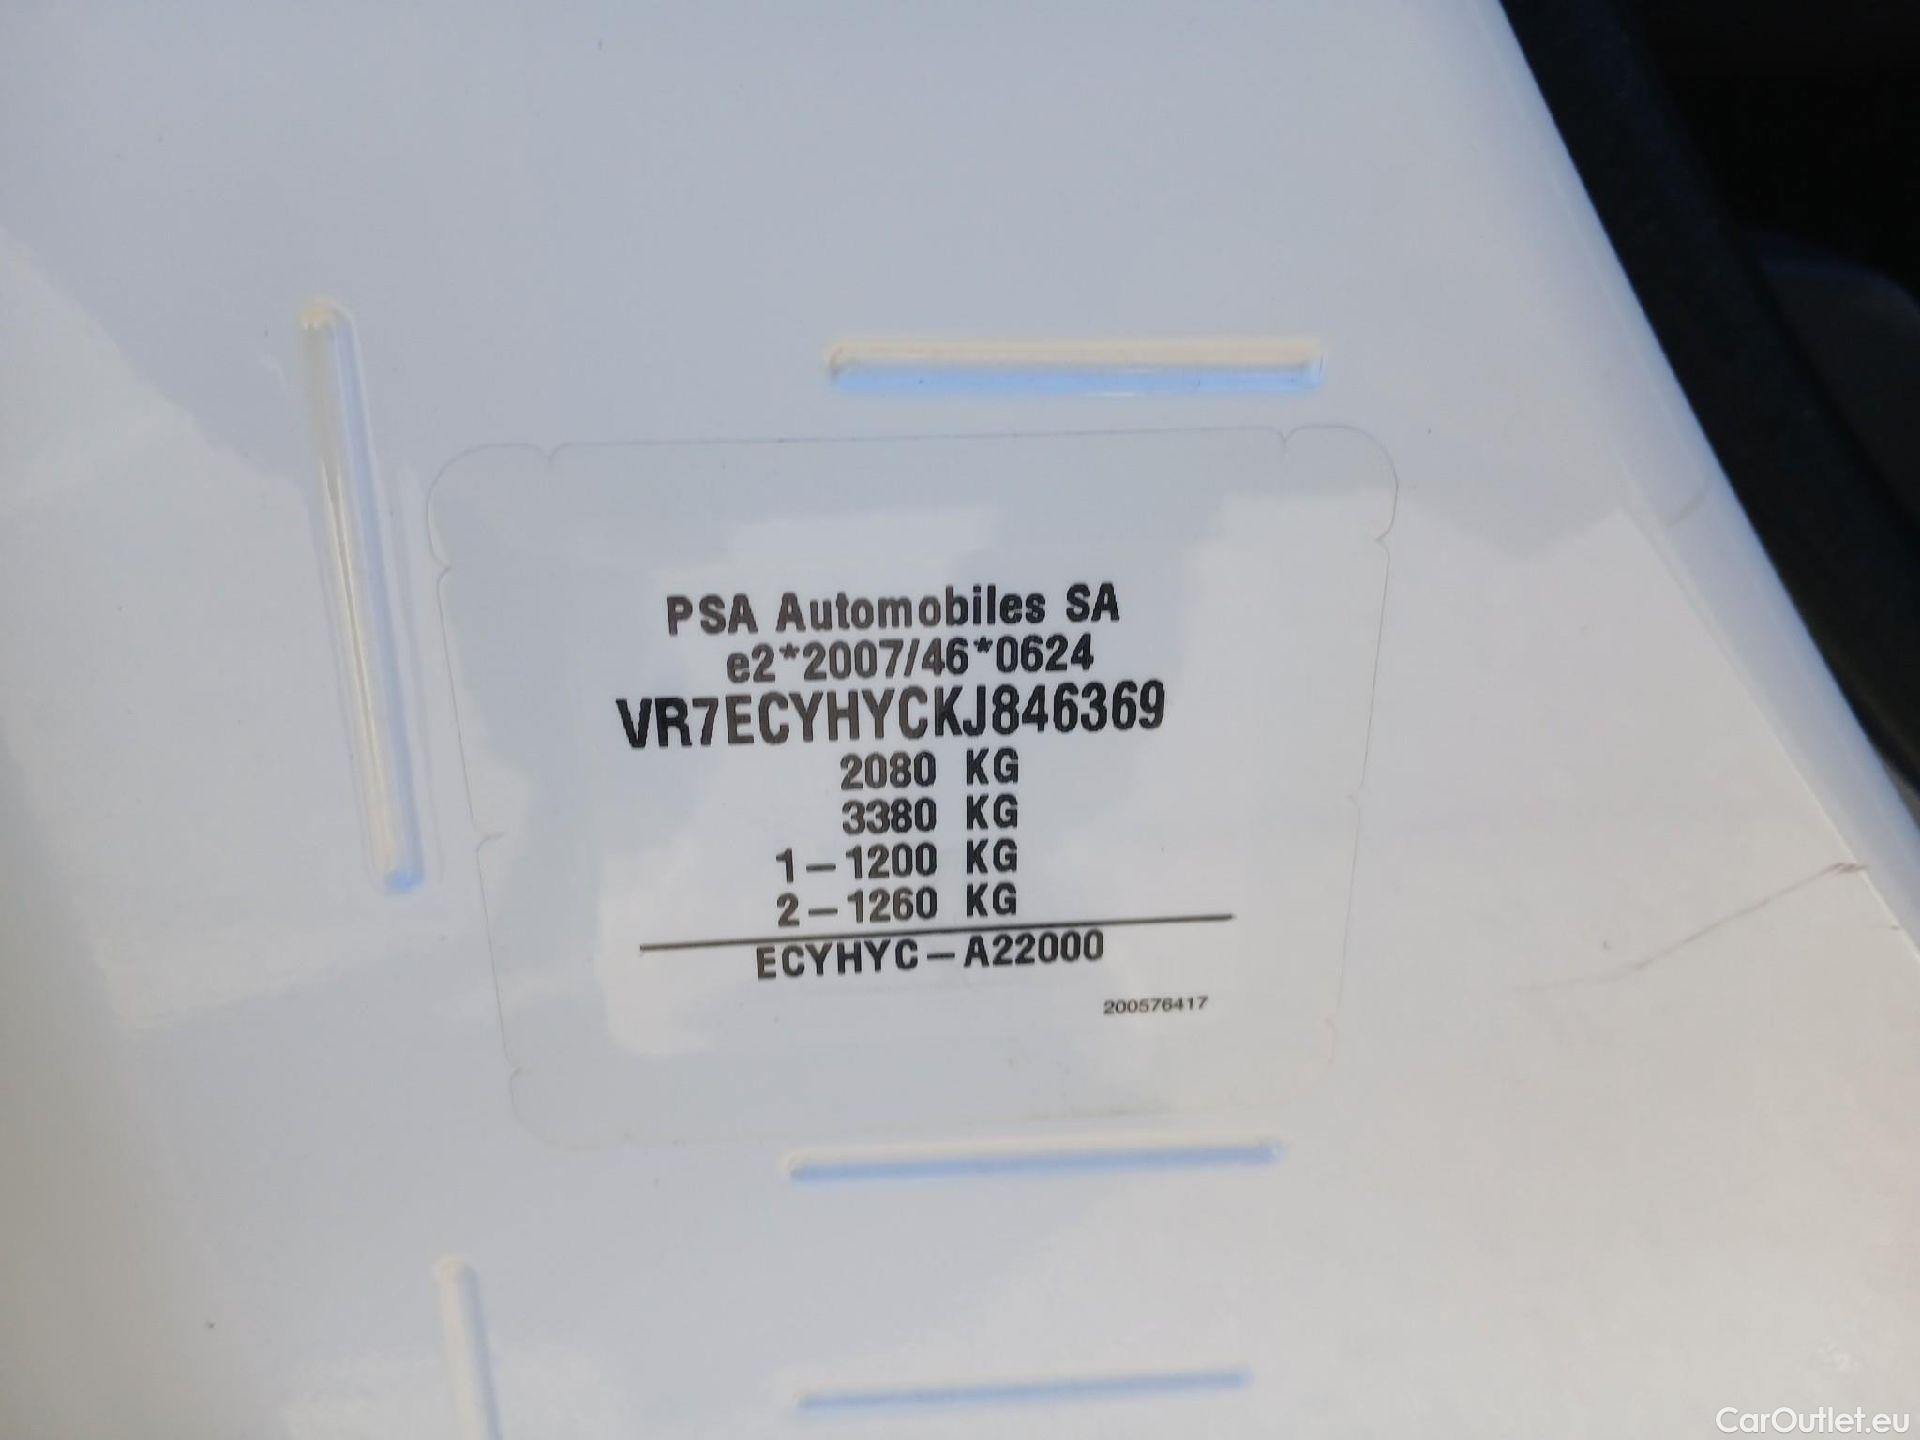 PSA Automobiles SA
e2*2007/46*0624
VR7ECYHYCKJ846369
2080 KG
3380 KG
1-1200 KG
2-1260 KG
ECYHYC-A22000
200576417
CarOutlet.eu